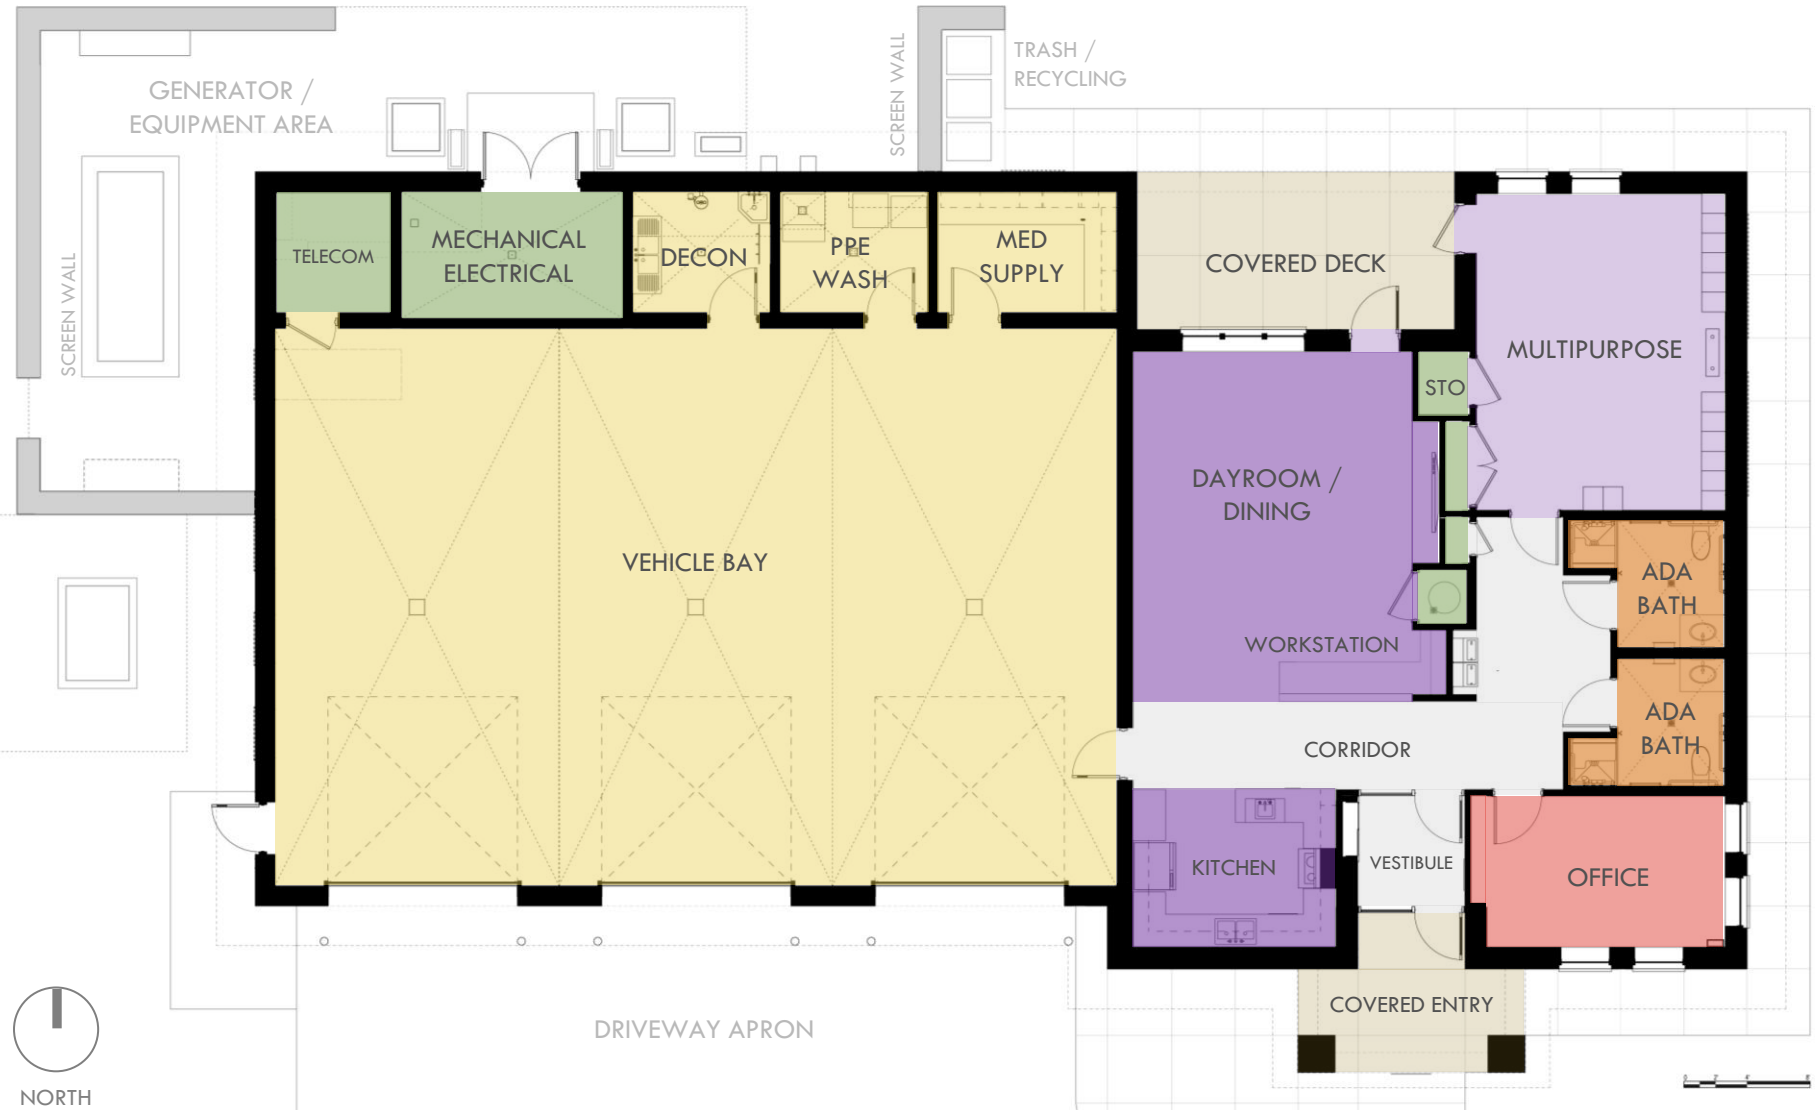 GENERATOR /
EQUIPMENT AREA
SCREEN WALL
TRASH /
RECYCLING
SCREEN WALL
TELECOM
MECHANICAL
ELECTRICAL
DECON
PPE
WASH
MED
SUPPLY
COVERED DECK
MULTIPURPOSE
STO
DAYROOM /
DINING
VEHICLE BAY
ADA
BATH
WORKSTATION
ADA
BATH
CORRIDOR
KITCHEN
VESTIBULE
OFFICE
COVERED ENTRY
DRIVEWAY APRON
NORTH